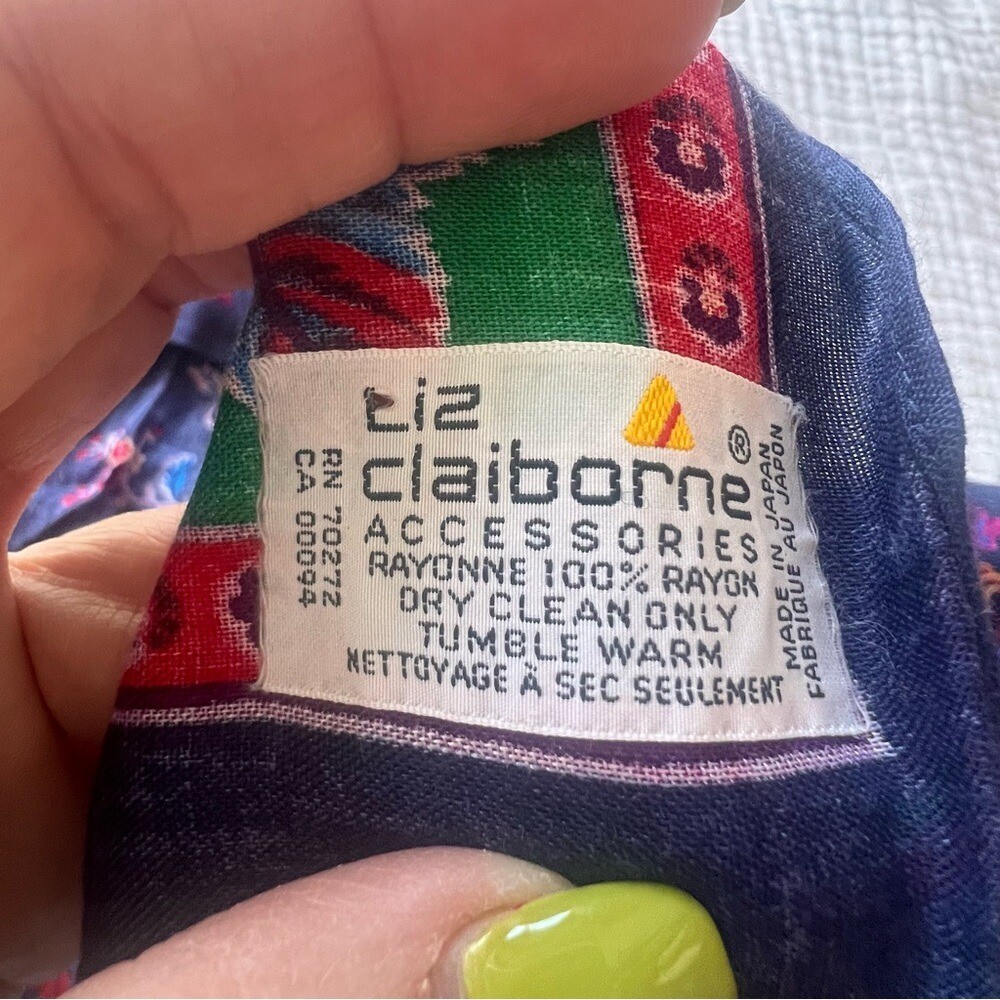 Liz
claiborne®
ACCESSORIES
RAYONNE 100% RAYON
DRY CLEAN ONLY
TUMBLE WARM
NETTOYAGE À SEC SEULEMENT
RN 70272
CA 00044
MADE IN JAPAN
FABRIQUE AU JAPON